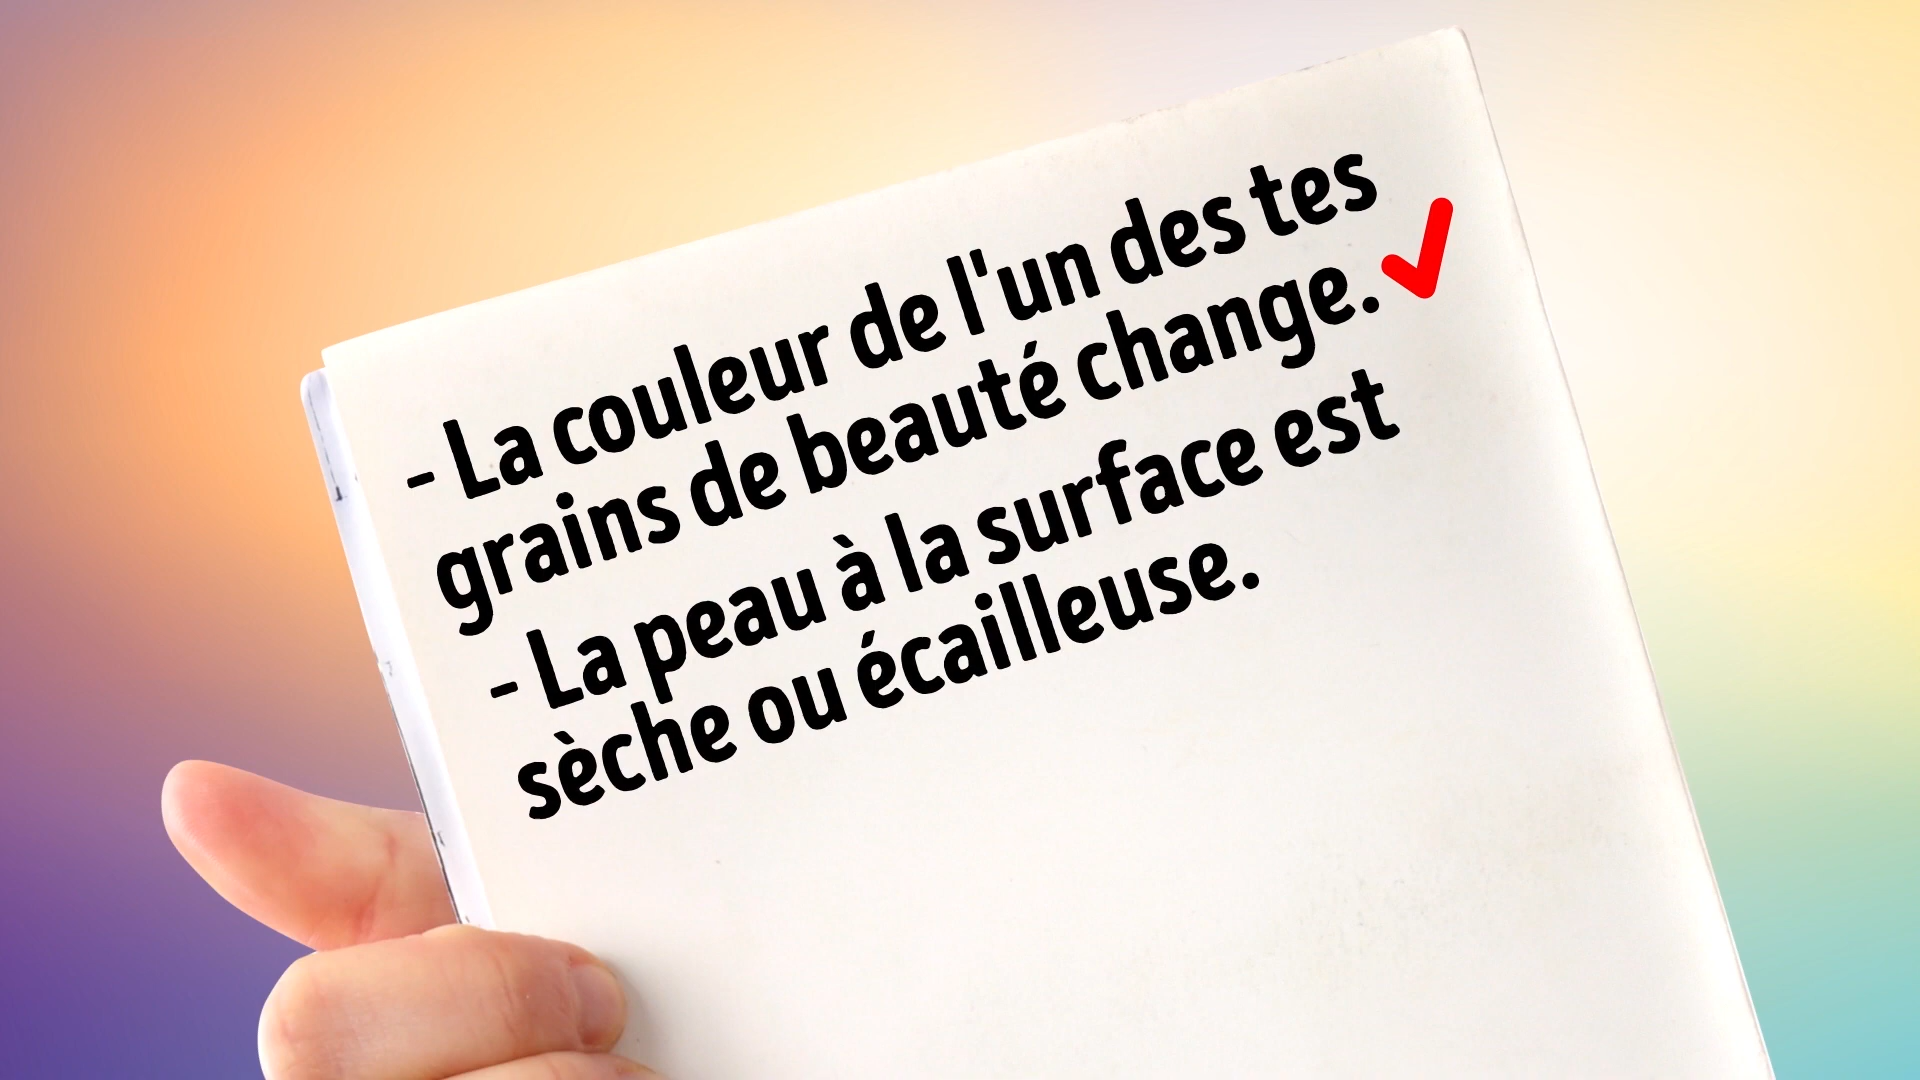 - La couleur de l'un des tes
grains de beauté change.
- La peau à la surface est
sèche ou écailleuse.